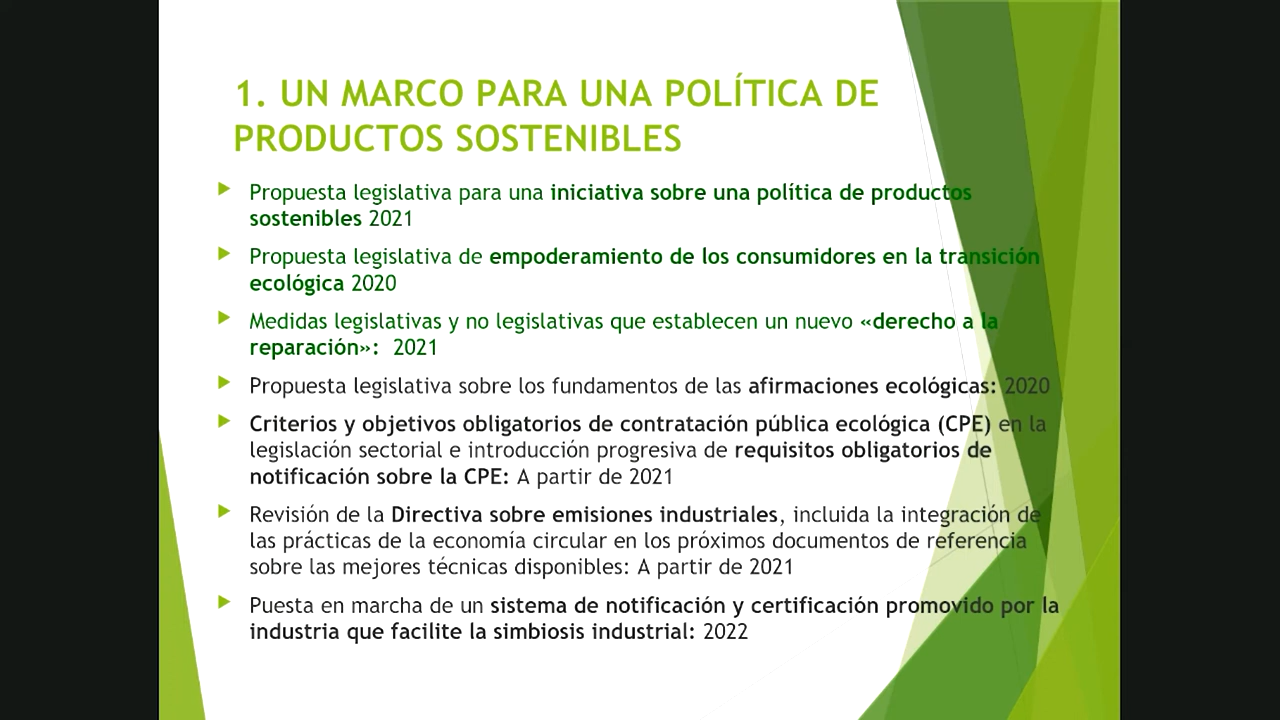 1. UN MARCO PARA UNA POLÍTICA DE
PRODUCTOS SOSTENIBLES
Propuesta legislativa para una iniciativa sobre una política de productos
sostenibles 2021
Propuesta legislativa de empoderamiento de los consumidores en la transición
ecológica 2020
Medidas legislativas y no legislativas que establecen un nuevo «derecho a la
reparación»: 2021
Propuesta legislativa sobre los fundamentos de las afirmaciones ecológicas: 2020
Criterios y objetivos obligatorios de contratación pública ecológica (CPE) en la
legislación sectorial e introducción progresiva de requisitos obligatorios de
notificación sobre la CPE: A partir de 2021
Revisión de la Directiva sobre emisiones industriales, incluida la integración de
las prácticas de la economía circular en los próximos documentos de referencia
sobre las mejores técnicas disponibles: A partir de 2021
Puesta en marcha de un sistema de notificación y certificación promovido por la
industria que facilite la simbiosis industrial: 2022